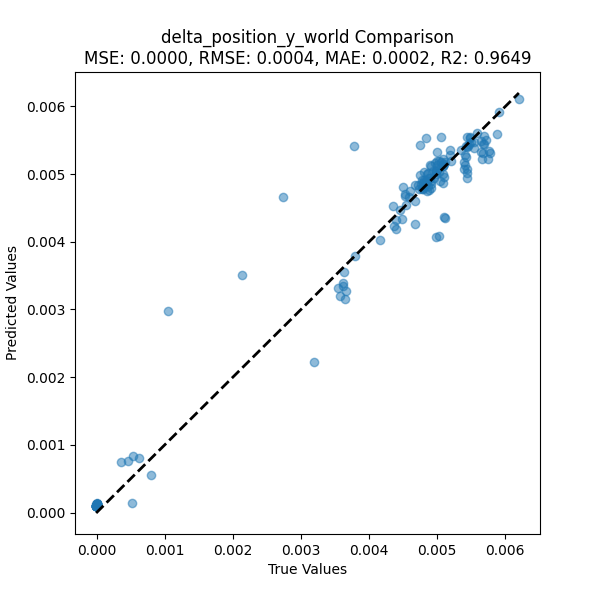 delta_position_y_world Comparison
MSE: 0.0000, RMSE: 0.0004, MAE: 0.0002, R2: 0.9649
0.006
0.005
0.004
0.003
0.002
0.001
0.000
Predicted Values
0.000 0.001 0.002 0.003 0.004 0.005 0.006
True Values